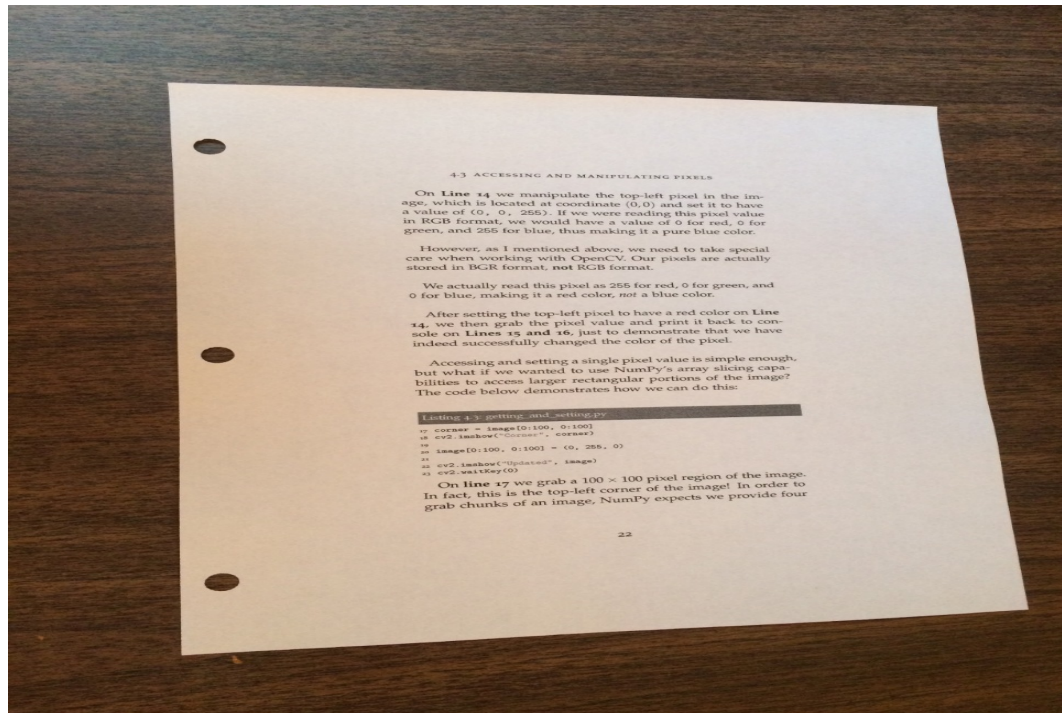 4.3 ACCESSING AND MANIPULATING PIXELS
On Line 14 we manipulate the top-left pixel in the im-
age, which is located at coordinate (0,0) and set it to have
a value of (0, 0, 255). If we were reading this pixel value
in RGB format, we would have a value of 0 for red, 0 for
green, and 255 for blue, thus making it a pure blue color.
However, as I mentioned above, we need to take special
care when working with OpenCV. Our pixels are actually
stored in BGR format, not RGB format.
We actually read this pixel as 255 for red, 0 for green, and
0 for blue, making it a red color, not a blue color.
After setting the top-left pixel to have a red color on Line
14, we then grab the pixel value and print it back to con-
sole on Lines 15 and 16, just to demonstrate that we have
indeed successfully changed the color of the pixel.
Accessing and setting a single pixel value is simple enough,
but what if we wanted to use NumPy's array slicing capa-
bilities to access larger rectangular portions of the image?
The code below demonstrates how we can do this:
Listing 4.3: getting_and_setting.py
17 corner = image[0:100, 0:100]
18 cv2.imshow("Corner", corner)
19
20 image[0:100, 0:100] = (0, 255, 0)
21
22 cv2.imshow("Updated", image)
23 cv2.waitKey(0)
On line 17 we grab a 100 × 100 pixel region of the image.
In fact, this is the top-left corner of the image! In order to
grab chunks of an image, NumPy expects we provide four
22